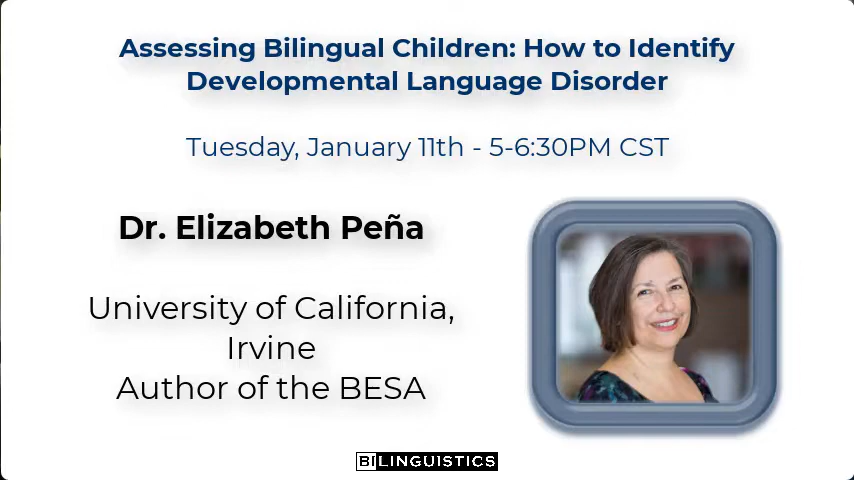 Assessing Bilingual Children: How to Identify
Developmental Language Disorder
Tuesday, January 11th - 5-6:30PM CST
Dr. Elizabeth Peña
University of California,
Irvine
Author of the BESA
BILINGUISTICS